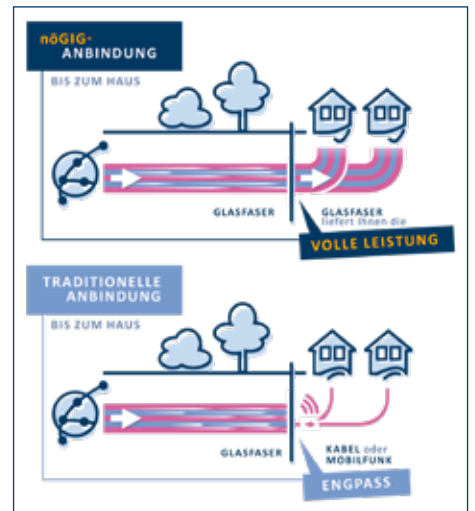 nöGIG-
ANBINDUNG
BIS ZUM HAUS
GLASFASER
GLASFASER
liefert Ihnen die
VOLLE LEISTUNG
TRADITIONELLE
ANBINDUNG
BIS ZUM HAUS
GLASFASER
KABEL oder
MOBILFUNK
ENGPASS